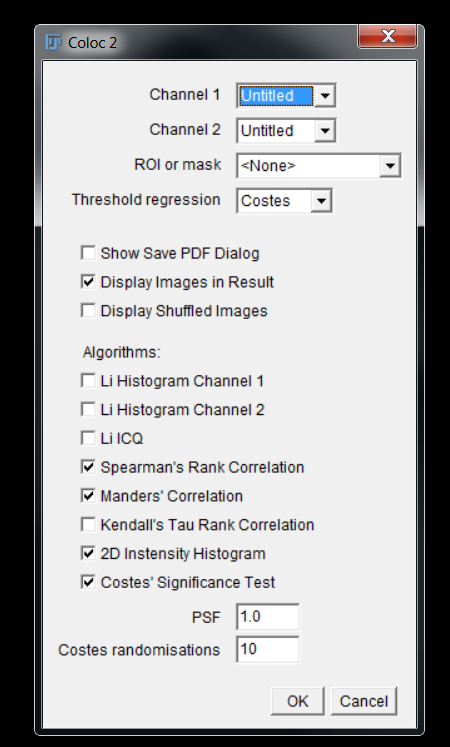 Coloc 2
Channel 1 Untitled
Channel 2 Untitled
ROI or mask <None>
Threshold regression Costes
Show Save PDF Dialog
Display Images in Result
Display Shuffled Images
Algorithms:
Li Histogram Channel 1
Li Histogram Channel 2
Li ICQ
Spearman's Rank Correlation
Manders' Correlation
Kendall's Tau Rank Correlation
2D Instensity Histogram
Costes' Significance Test
PSF 1.0
Costes randomisations 10
OK Cancel